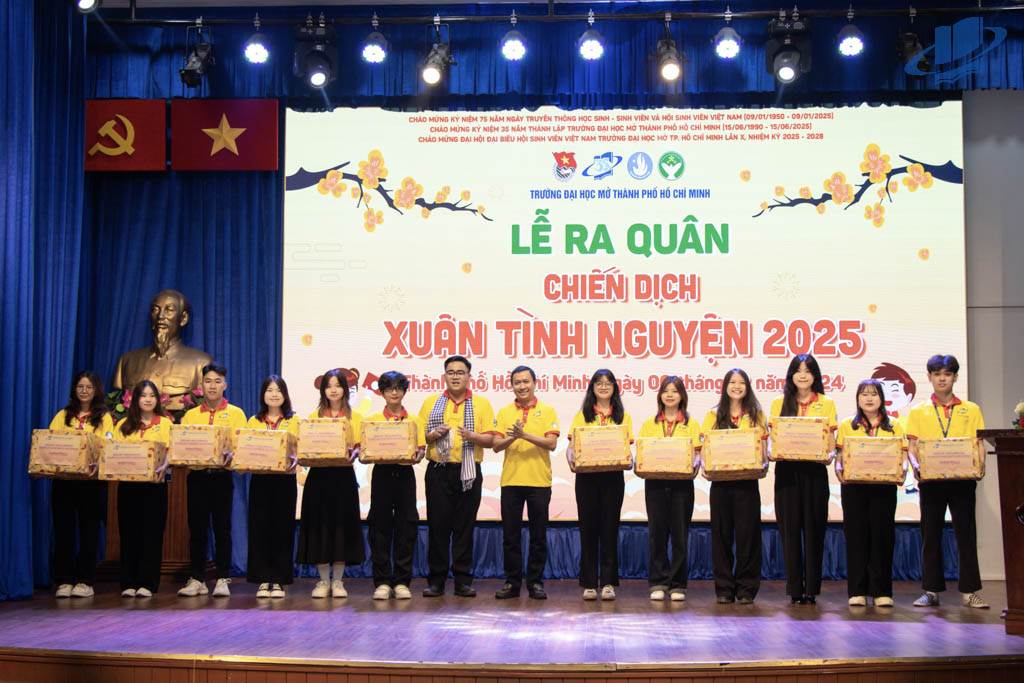 CHÀO MỪNG KỶ NIỆM 75 NĂM NGÀY TRUYỀN THỐNG HỌC SINH - SINH VIÊN VÀ HỘI SINH VIÊN VIỆT NAM (09/01/1950 - 09/01/2025)
CHÀO MỪNG KỶ NIỆM 35 NĂM THÀNH LẬP TRƯỜNG ĐẠI HỌC MỞ THÀNH PHỐ HỒ CHÍ MINH (15/06/1990 - 15/06/2025)
CHÀO MỪNG ĐẠI HỘI ĐẠI BIỂU HỘI SINH VIÊN VIỆT NAM TRƯỜNG ĐẠI HỌC MỞ TP. HỒ CHÍ MINH LẦN X, NHIỆM KỲ 2025 - 2028
TRƯỜNG ĐẠI HỌC MỞ THÀNH PHỐ HỒ CHÍ MINH
LỄ RA QUÂN
CHIẾN DỊCH
XUÂN TÌNH NGUYỆN 2025
Thành phố Hồ Chí Minh